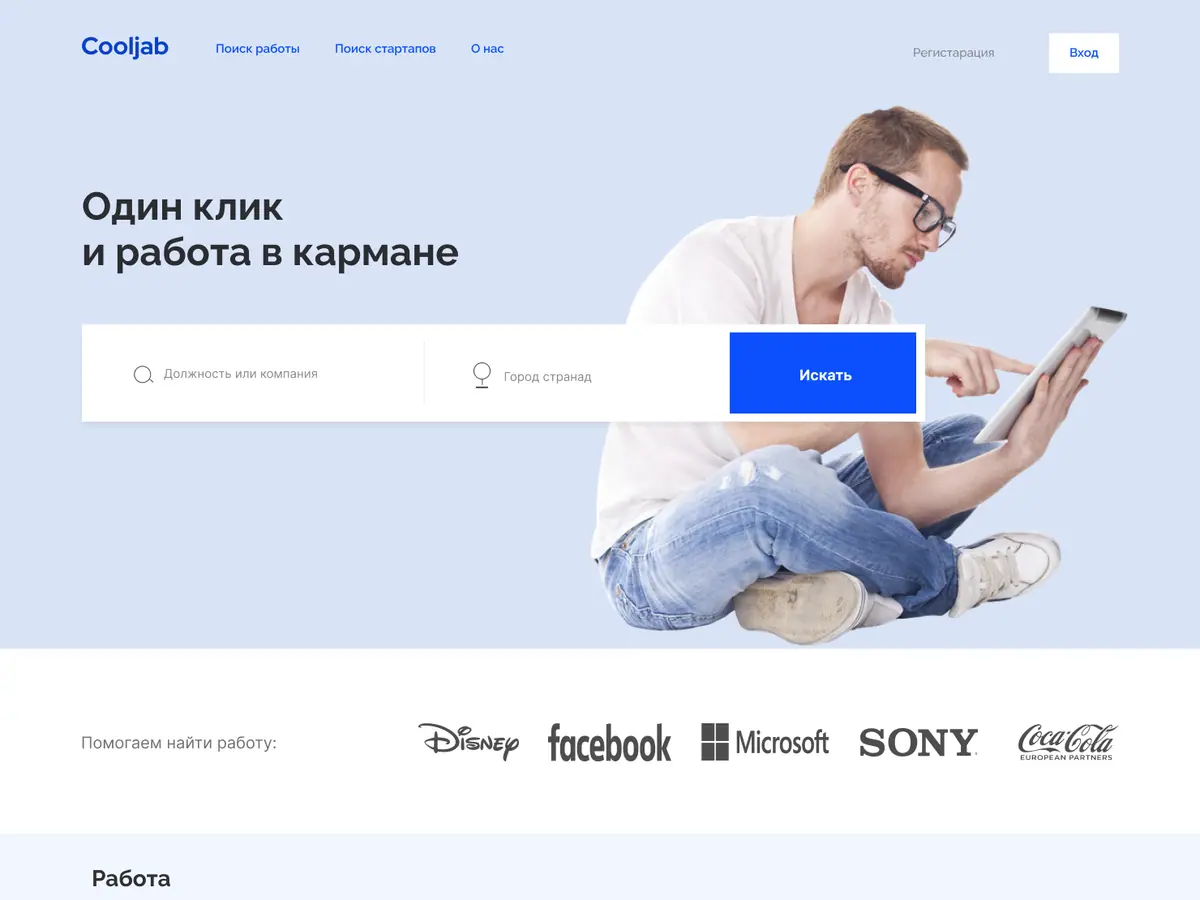 Cooljab
Поиск работы
Поиск стартапов
О нас
Регистарация
Вход
Один клик
и работа в кармане
Должность или компания
Город странад
Искать
Помогаем найти работу:
Disney
facebook
Microsoft
SONY
Coca-Cola
EUROPEAN PARTNERS
Работа